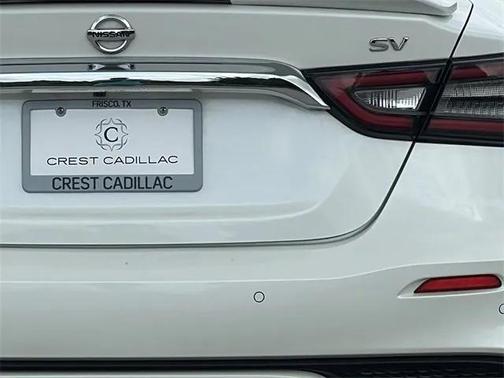 NISSAN
SV
FRISCO, TX
C
CREST CADILLAC
CREST CADILLAC